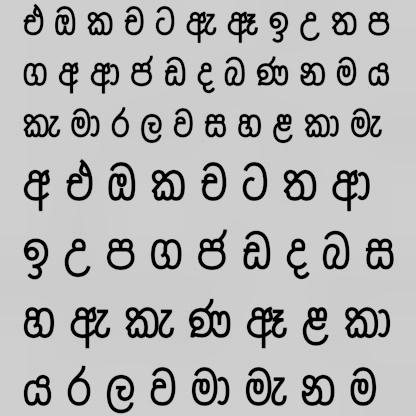 එ ඔ ක ච ට ඇ ඈ ඉ උ ත ප
ග අ ආ ජ ඩ ද බ ණ න ම ය
කැ මා ර ල ව ස හ ළ කා මැ
අ එ ඔ ක ච ට ත ආ
ඉ උ ප ග ජ ඩ ද බ ස
හ ඇ කැ ණ ඈ ළ කා
ය ර ල ව මා මැ න ම